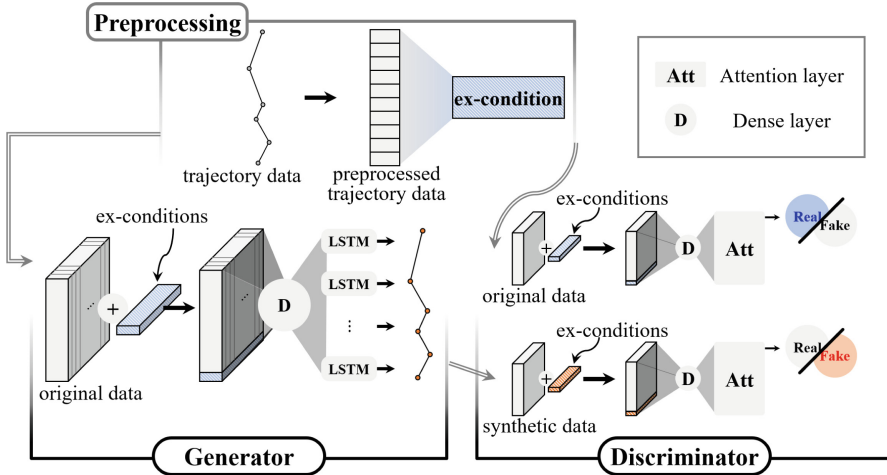 Preprocessing
ex-condition
trajectory data
preprocessed
trajectory data
Att Attention layer
D Dense layer
ex-conditions
original data
+
...
D
LSTM
LSTM
...
LSTM
Generator
ex-conditions
original data
+
D
Att
Real
Fake
ex-conditions
synthetic data
+
D
Att
Real
Fake
Discriminator